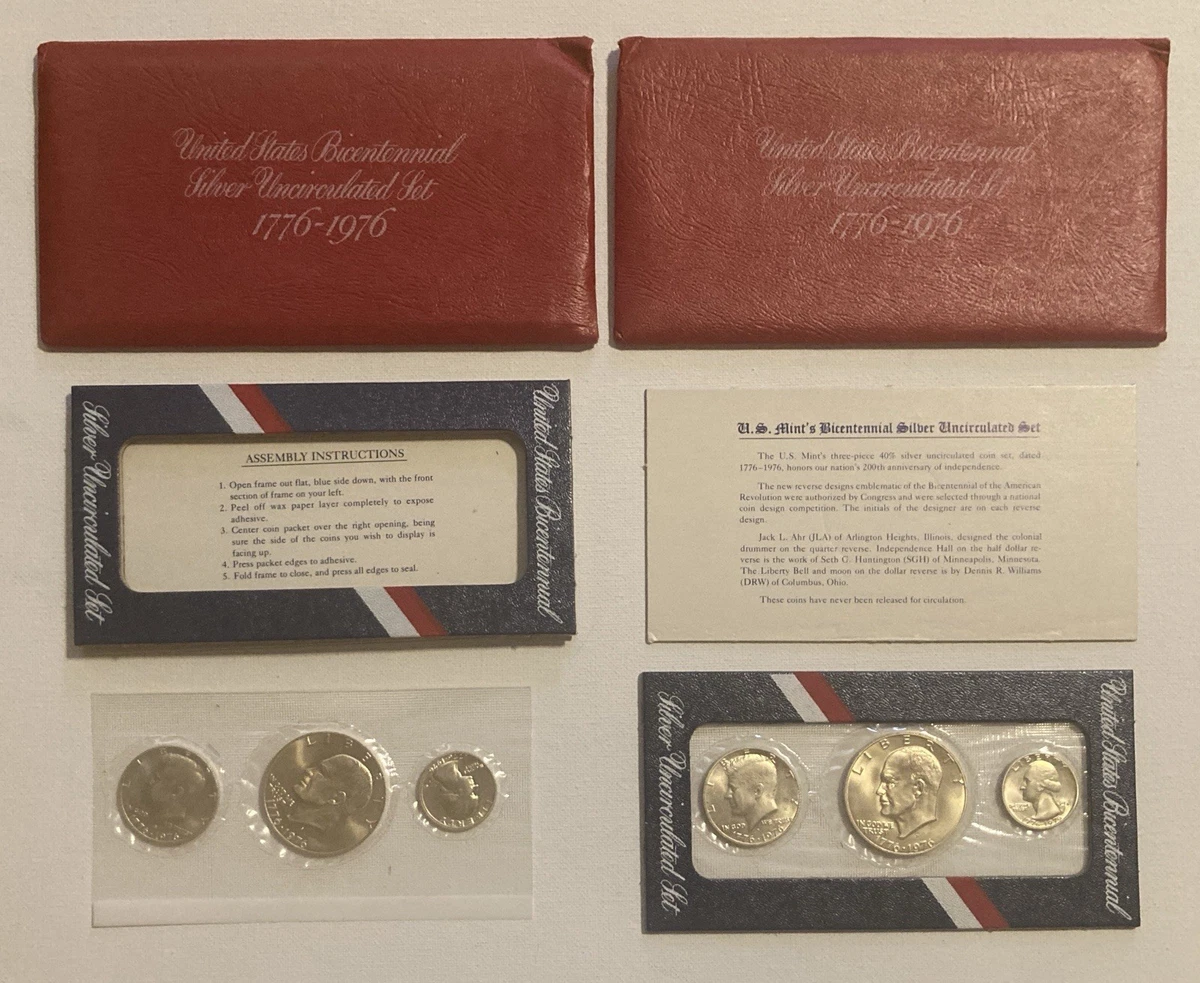 United States Bicentennial
Silver Uncirculated Set
1776-1976
United States Bicentennial
Silver Uncirculated Set
1776-1976
United States Bicentennial
Silver Uncirculated Set
ASSEMBLY INSTRUCTIONS
1. Open frame out flat, blue side down, with the front
section of frame on your left.
2. Peel off wax paper layer completely to expose
adhesive.
3. Center coin packet over the right opening, being
sure the side of the coins you wish to display is
facing up.
4. Press packet edges to adhesive.
5. Fold frame to close, and press all edges to seal.
U.S. Mint's Bicentennial Silver Uncirculated Set
The U.S. Mint's three-piece 40% silver uncirculated coin set, dated
1776-1976, honors our nation's 200th anniversary of independence.
The new reverse designs emblematic of the Bicentennial of the American
Revolution were authorized by Congress and were selected through a national
coin design competition. The initials of the designer are on each reverse
design.
Jack L. Ahr (JLA) of Arlington Heights, Illinois, designed the colonial
drummer on the quarter reverse. Independence Hall on the half dollar re-
verse is the work of Seth G. Huntington (SGH) of Minneapolis, Minnesota.
The Liberty Bell and moon on the dollar reverse is by Dennis R. Williams
(DRW) of Columbus, Ohio.
These coins have never been released for circulation.
1776-1976
LIBERTY
1776-1976
LIBERTY
United States Bicentennial
Silver Uncirculated Set
LIBERTY
IN GOD WE TRUST
1776-1976
LIBERTY
IN GOD WE
TRUST
1776-1976
LIBERTY